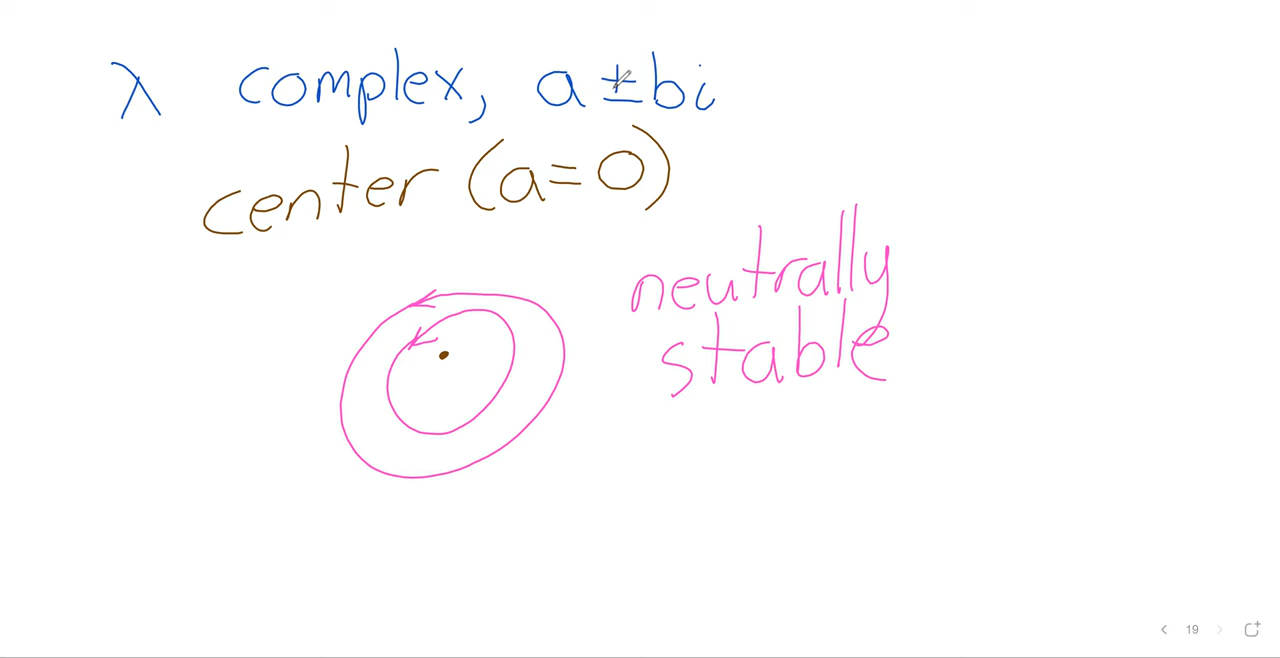 λ complex, a ± bi
center (a=0)
neutrally
stable
19